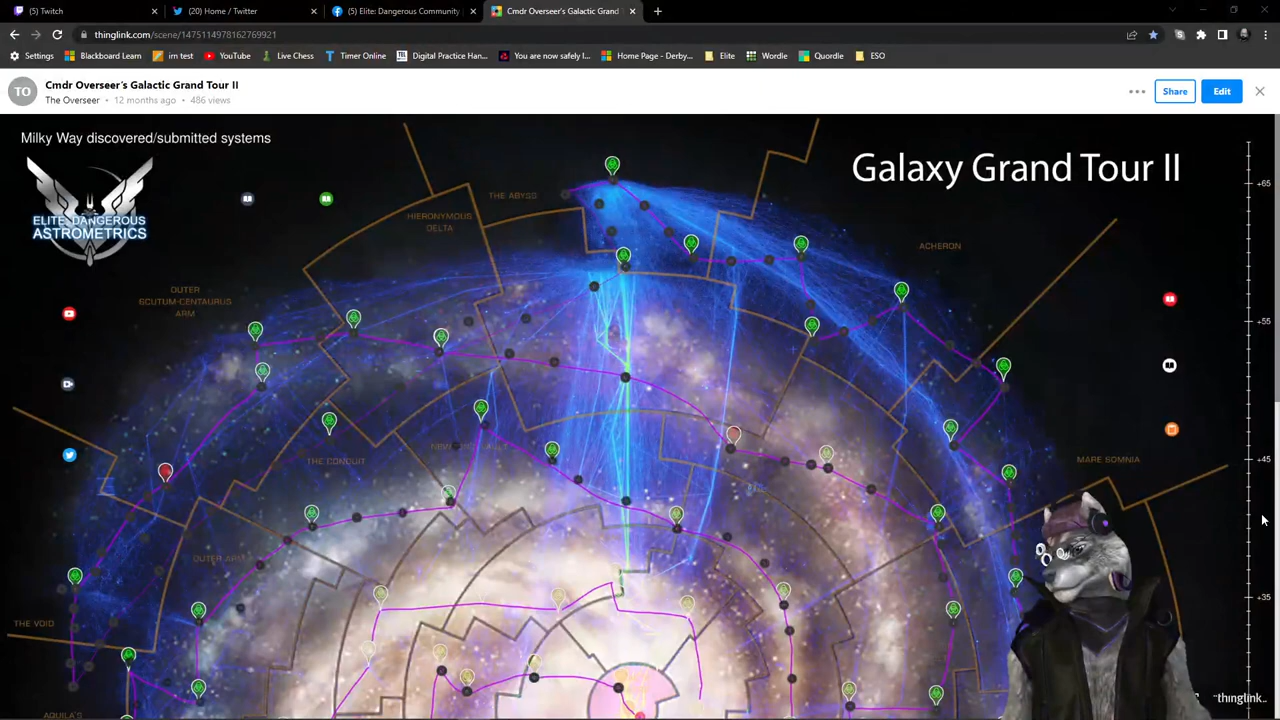 (5) Twitch
(20) Home / Twitter
(5) Elite: Dangerous Community
Cmdr Overseer's Galactic Grand
thinglink.com/scene/1475114978162769921
Settings
Blackboard Learn
irn test
YouTube
Live Chess
Timer Online
Digital Practice Han...
You are now safely l...
Home Page - Derby...
Elite
Wordle
Quordle
ESO
TO
Cmdr Overseer's Galactic Grand Tour II
The Overseer • 12 months ago • 486 views
Share
Edit
Milky Way discovered/submitted systems
ELITE·DANGEROUS
ASTROMETRICS
Galaxy Grand Tour II
THE ABYSS
HIERONYMOUS
DELTA
ACHERON
OUTER
SCUTUM-CENTAURUS
ARM
+65
+55
+45
+35
THE CONDUIT
MARE SOMNIA
OUTER ARM
THE VOID
AQUILA'S
thinglink..